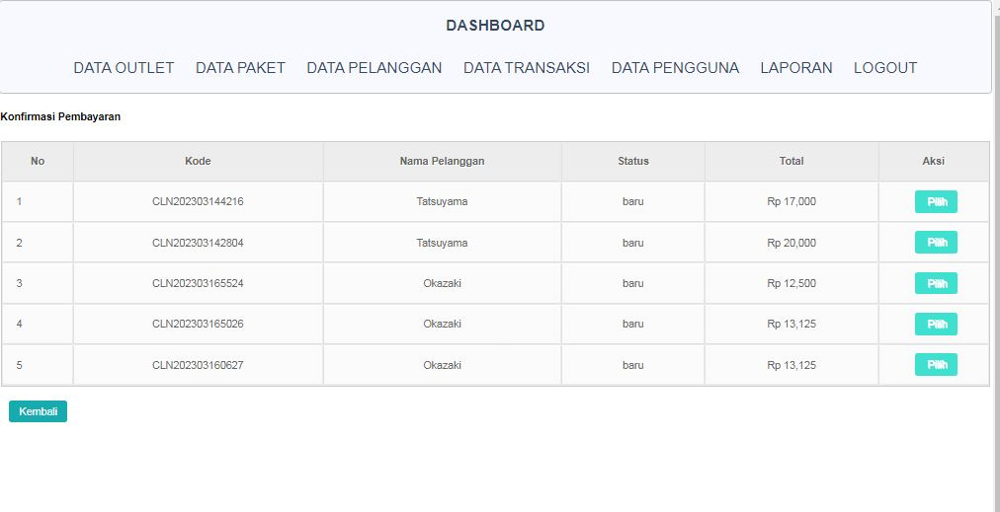 DASHBOARD
DATA OUTLET DATA PAKET DATA PELANGGAN DATA TRANSAKSI DATA PENGGUNA LAPORAN LOGOUT
Konfirmasi Pembayaran
No Kode Nama Pelanggan Status Total Aksi
1 CLN202303144216 Tatsuyama baru Rp 17,000 Pilih
2 CLN202303142804 Tatsuyama baru Rp 20,000 Pilih
3 CLN202303165524 Okazaki baru Rp 12,500 Pilih
4 CLN202303165026 Okazaki baru Rp 13,125 Pilih
5 CLN202303160627 Okazaki baru Rp 13,125 Pilih
Kembali